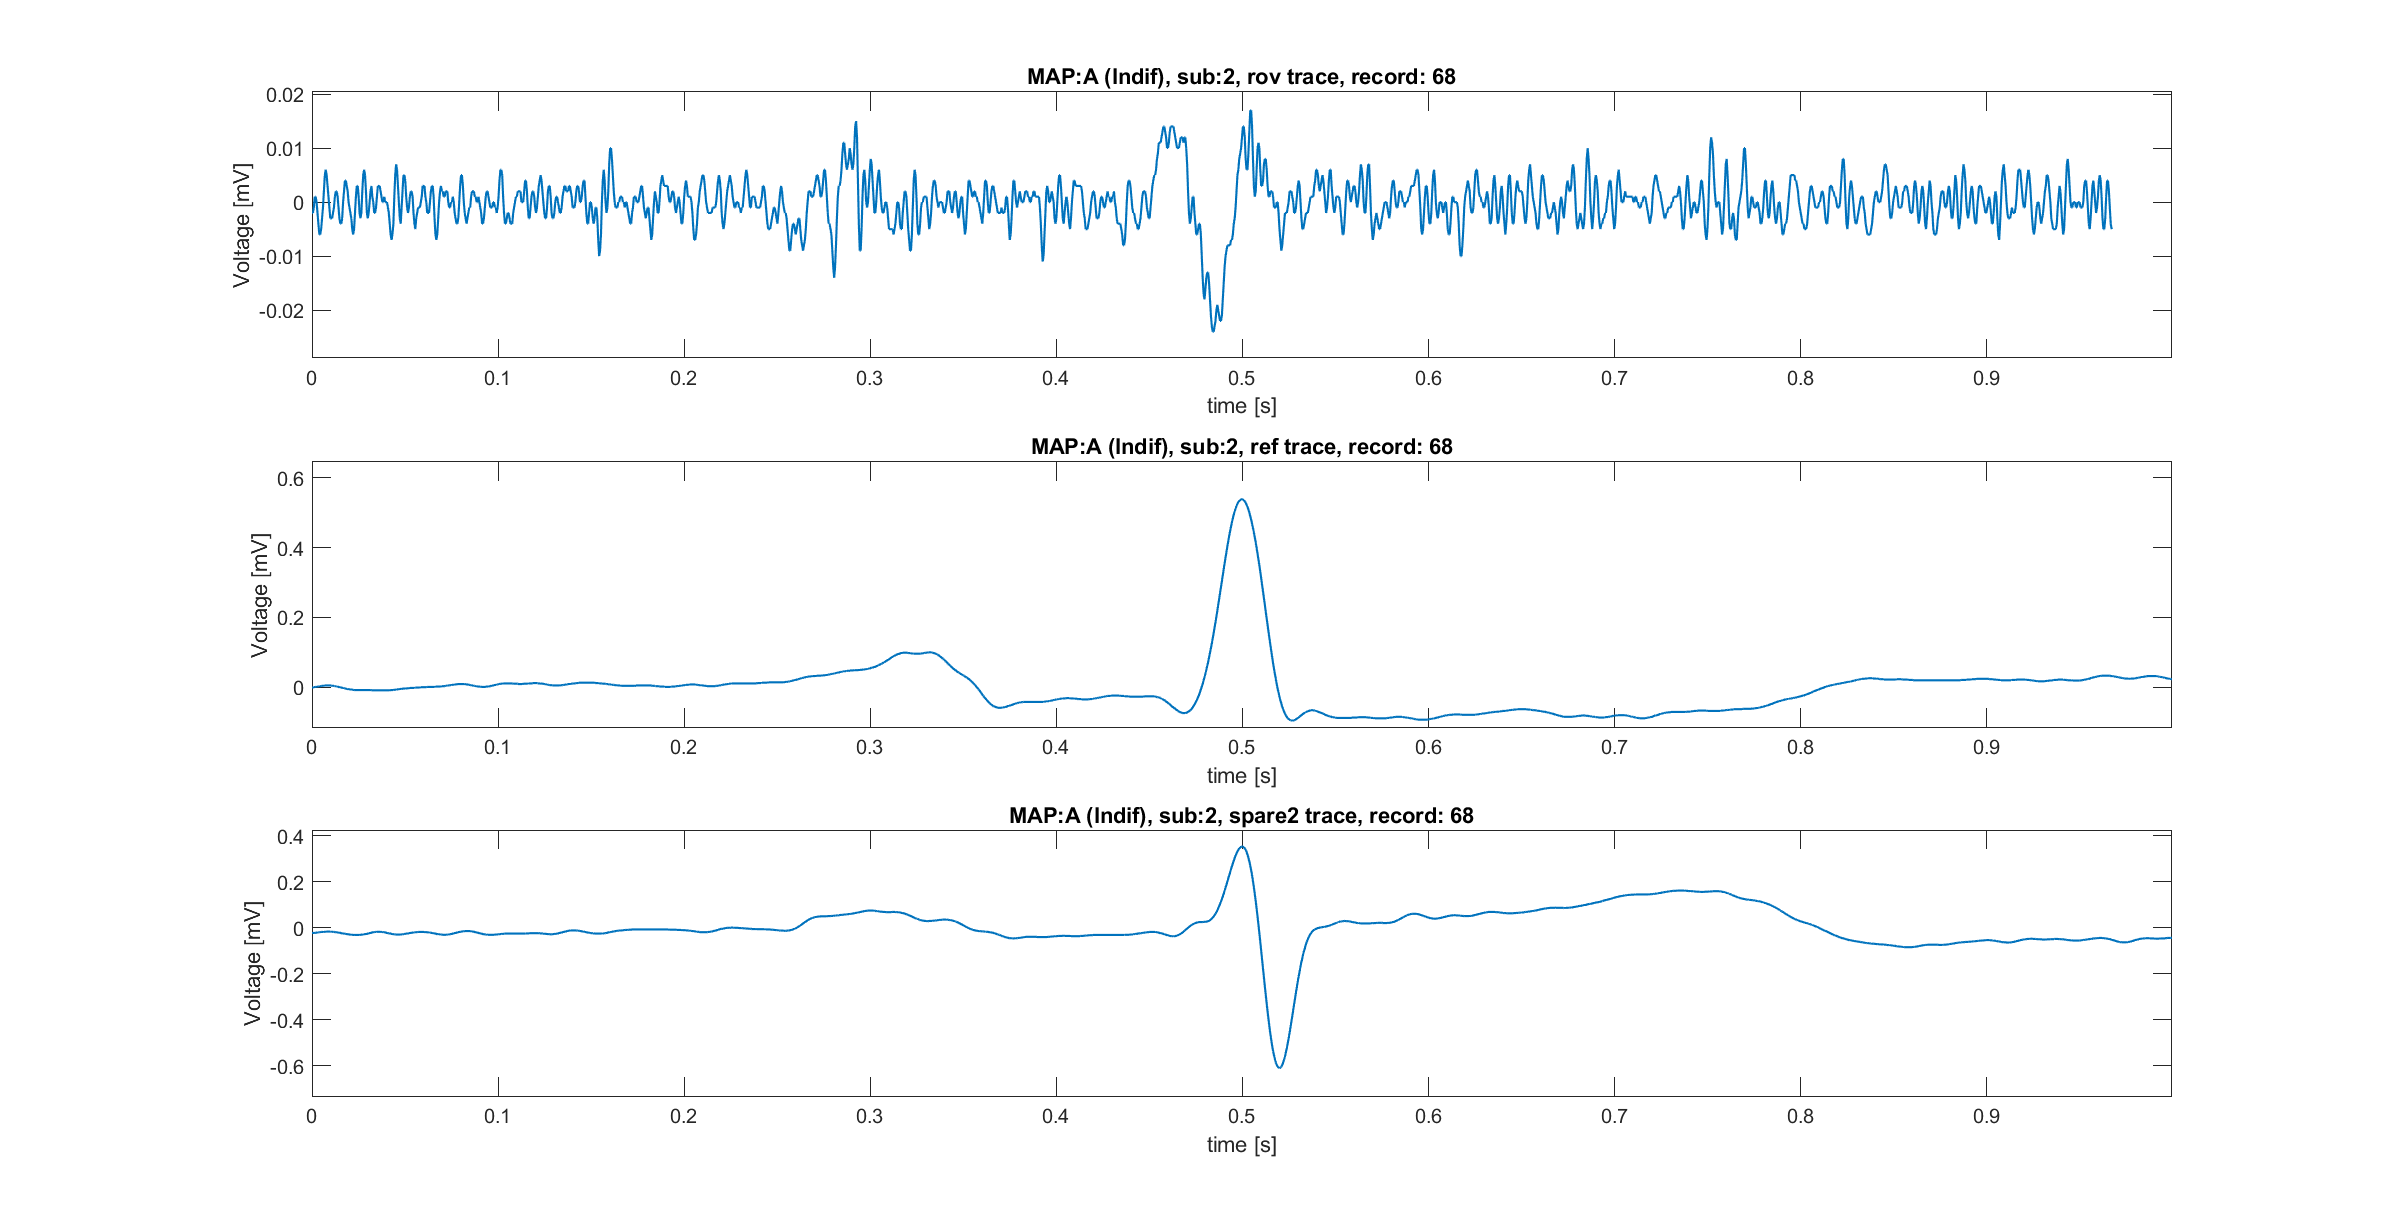 MAP:A (Indif), sub:2, rov trace, record: 68
0.02
0.01
0
-0.01
-0.02
Voltage [mV]
0 0.1 0.2 0.3 0.4 0.5 0.6 0.7 0.8 0.9
time [s]
MAP:A (Indif), sub:2, ref trace, record: 68
0.6
0.4
0.2
0
Voltage [mV]
0 0.1 0.2 0.3 0.4 0.5 0.6 0.7 0.8 0.9
time [s]
MAP:A (Indif), sub:2, spare2 trace, record: 68
0.4
0.2
0
-0.2
-0.4
-0.6
Voltage [mV]
0 0.1 0.2 0.3 0.4 0.5 0.6 0.7 0.8 0.9
time [s]